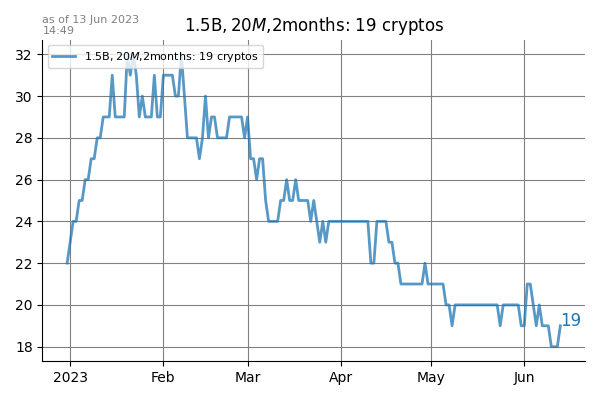 as of 13 Jun 2023
14:49
1.5B, 20M,2months: 19 cryptos
1.5B, 20M,2months: 19 cryptos
32
30
28
26
24
22
20
18
19
2023 Feb Mar Apr May Jun